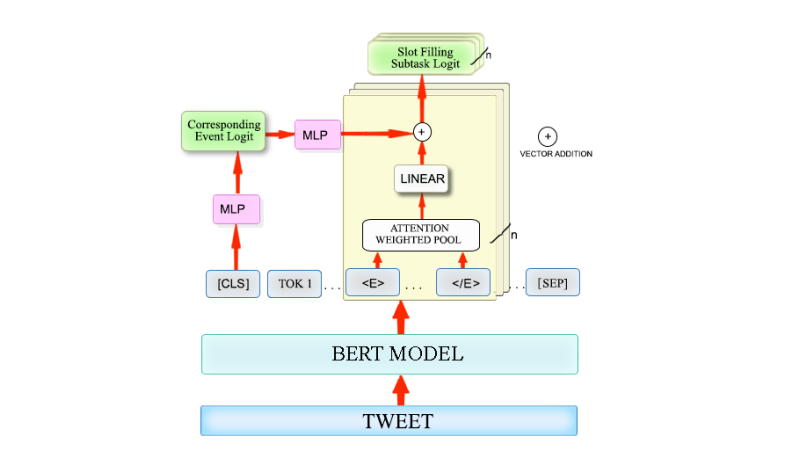 Slot Filling
Subtask Logit
n
Corresponding
Event Logit
MLP
+
+
VECTOR ADDITION
LINEAR
MLP
ATTENTION
WEIGHTED POOL
n
[CLS]
TOK 1
. . .
<E>
. . .
</E>
. . .
[SEP]
BERT MODEL
TWEET